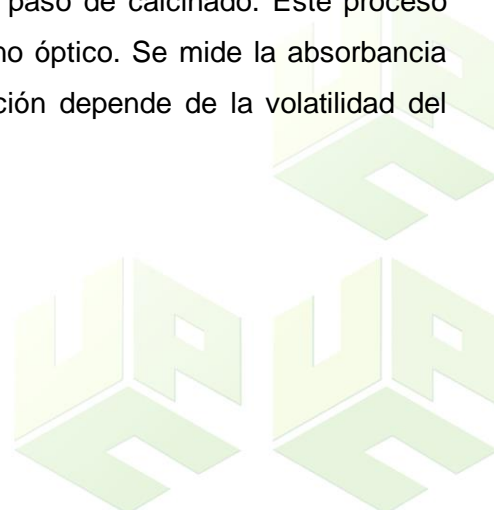 paso de calcinado. Este proceso
no óptico. Se mide la absorbancia
ción depende de la volatilidad del